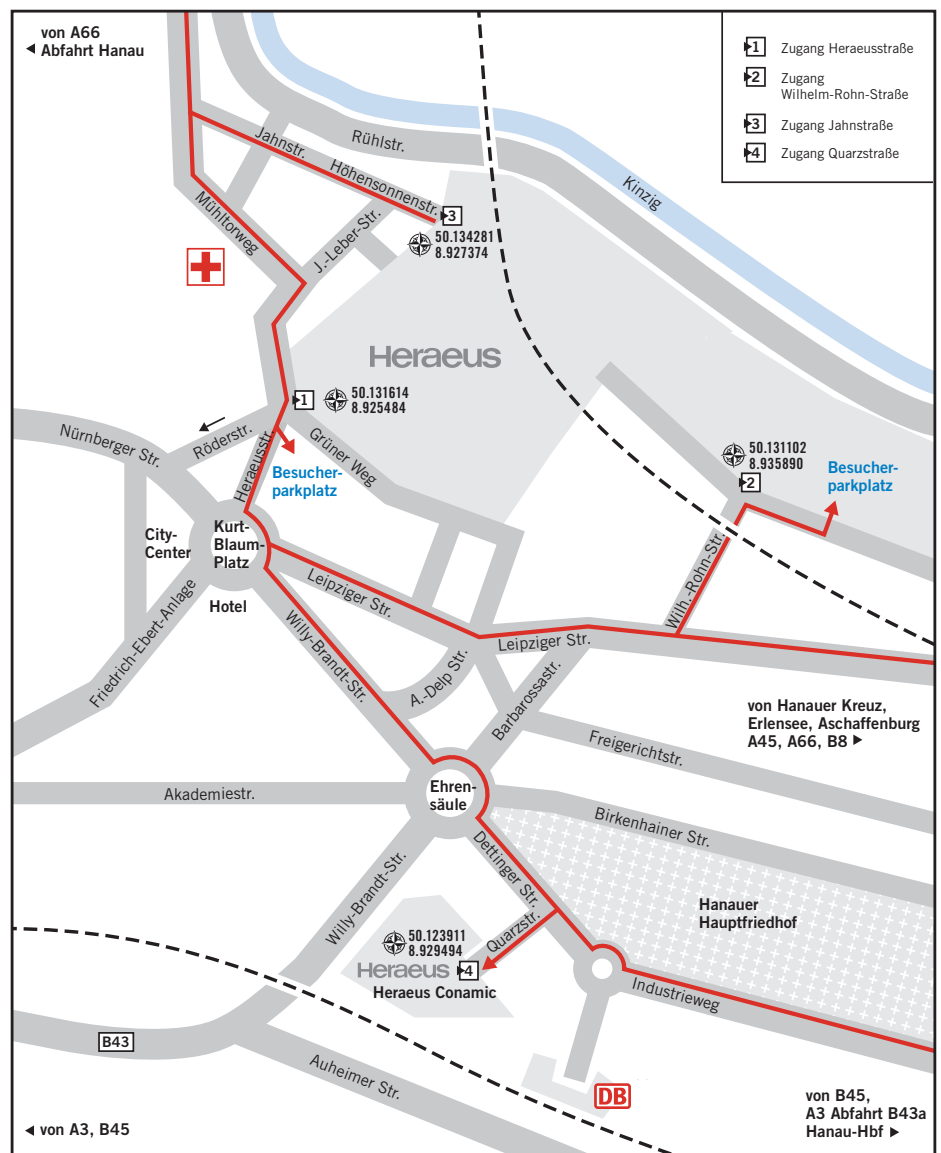 von A66
Abfahrt Hanau
1 Zugang Heraeusstraße
2 Zugang
Wilhelm-Rohn-Straße
3 Zugang Jahnstraße
4 Zugang Quarzstraße
Rühlstr.
Jahnstr.
Höhensonnenstr.
Kinzig
Mühltorweg
J.-Leber-Str.
3
50.134281
8.927374
Heraeus
1
50.131614
8.925484
Nürnberger Str.
Röderstr.
Heraeusstr.
Grüner Weg
Besucher-
parkplatz
50.131102
8.935890
2
Besucher-
parkplatz
City-
Center
Kurt-
Blaum-
Platz
Hotel
Leipziger Str.
Wilh.-Rohn-Str.
Friedrich-Ebert-Anlage
Willy-Brandt-Str.
Leipziger Str.
A.-Delp Str.
Barbarossastr.
von Hanauer Kreuz,
Erlensee, Aschaffenburg
A45, A66, B8
Freigerichtstr.
Akademiestr.
Ehren-
säule
Birkenhainer Str.
Dettinger Str.
Willy-Brandt-Str.
Hanauer
Hauptfriedhof
Quarzstr.
50.123911
8.929494
Heraeus
4
Heraeus Conamic
Industrieweg
B43
Auheimer Str.
DB
von B45,
A3 Abfahrt B43a
Hanau-Hbf
von A3, B45